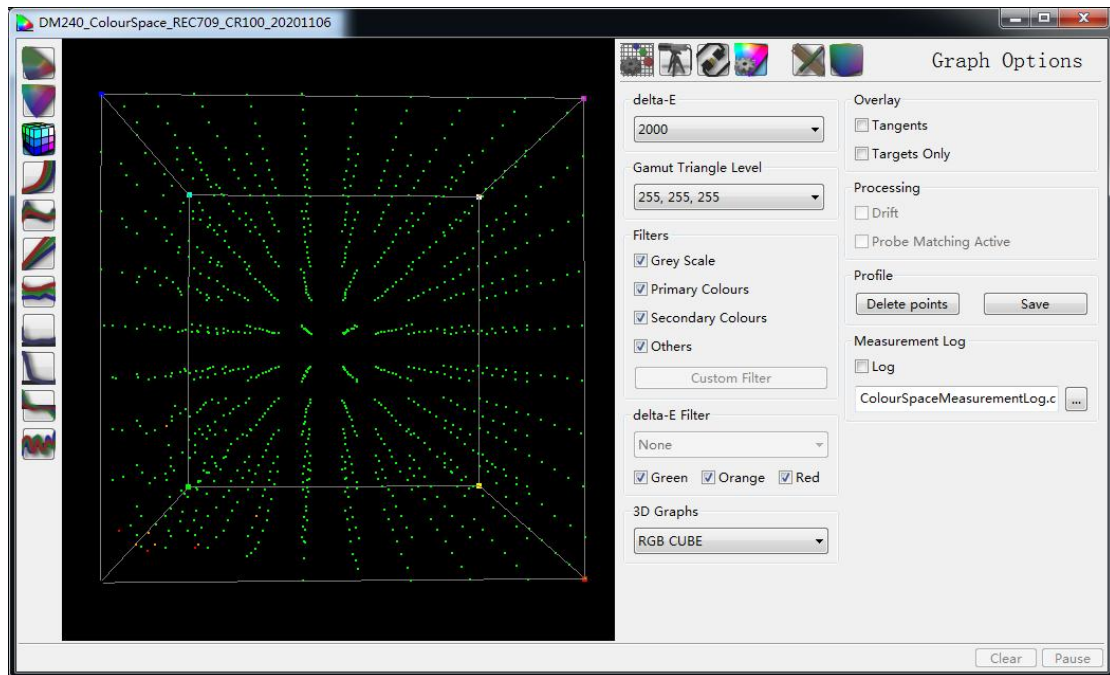 DM240_ColourSpace_REC709_CR100_20201106
Graph Options
delta-E
2000
Gamut Triangle Level
255, 255, 255
Filters
Grey Scale
Primary Colours
Secondary Colours
Others
Custom Filter
delta-E Filter
None
Green Orange Red
3D Graphs
RGB CUBE
Overlay
Tangents
Targets Only
Processing
Drift
Probe Matching Active
Profile
Delete points Save
Measurement Log
Log
ColourSpaceMeasurementLog.c ...
Clear Pause